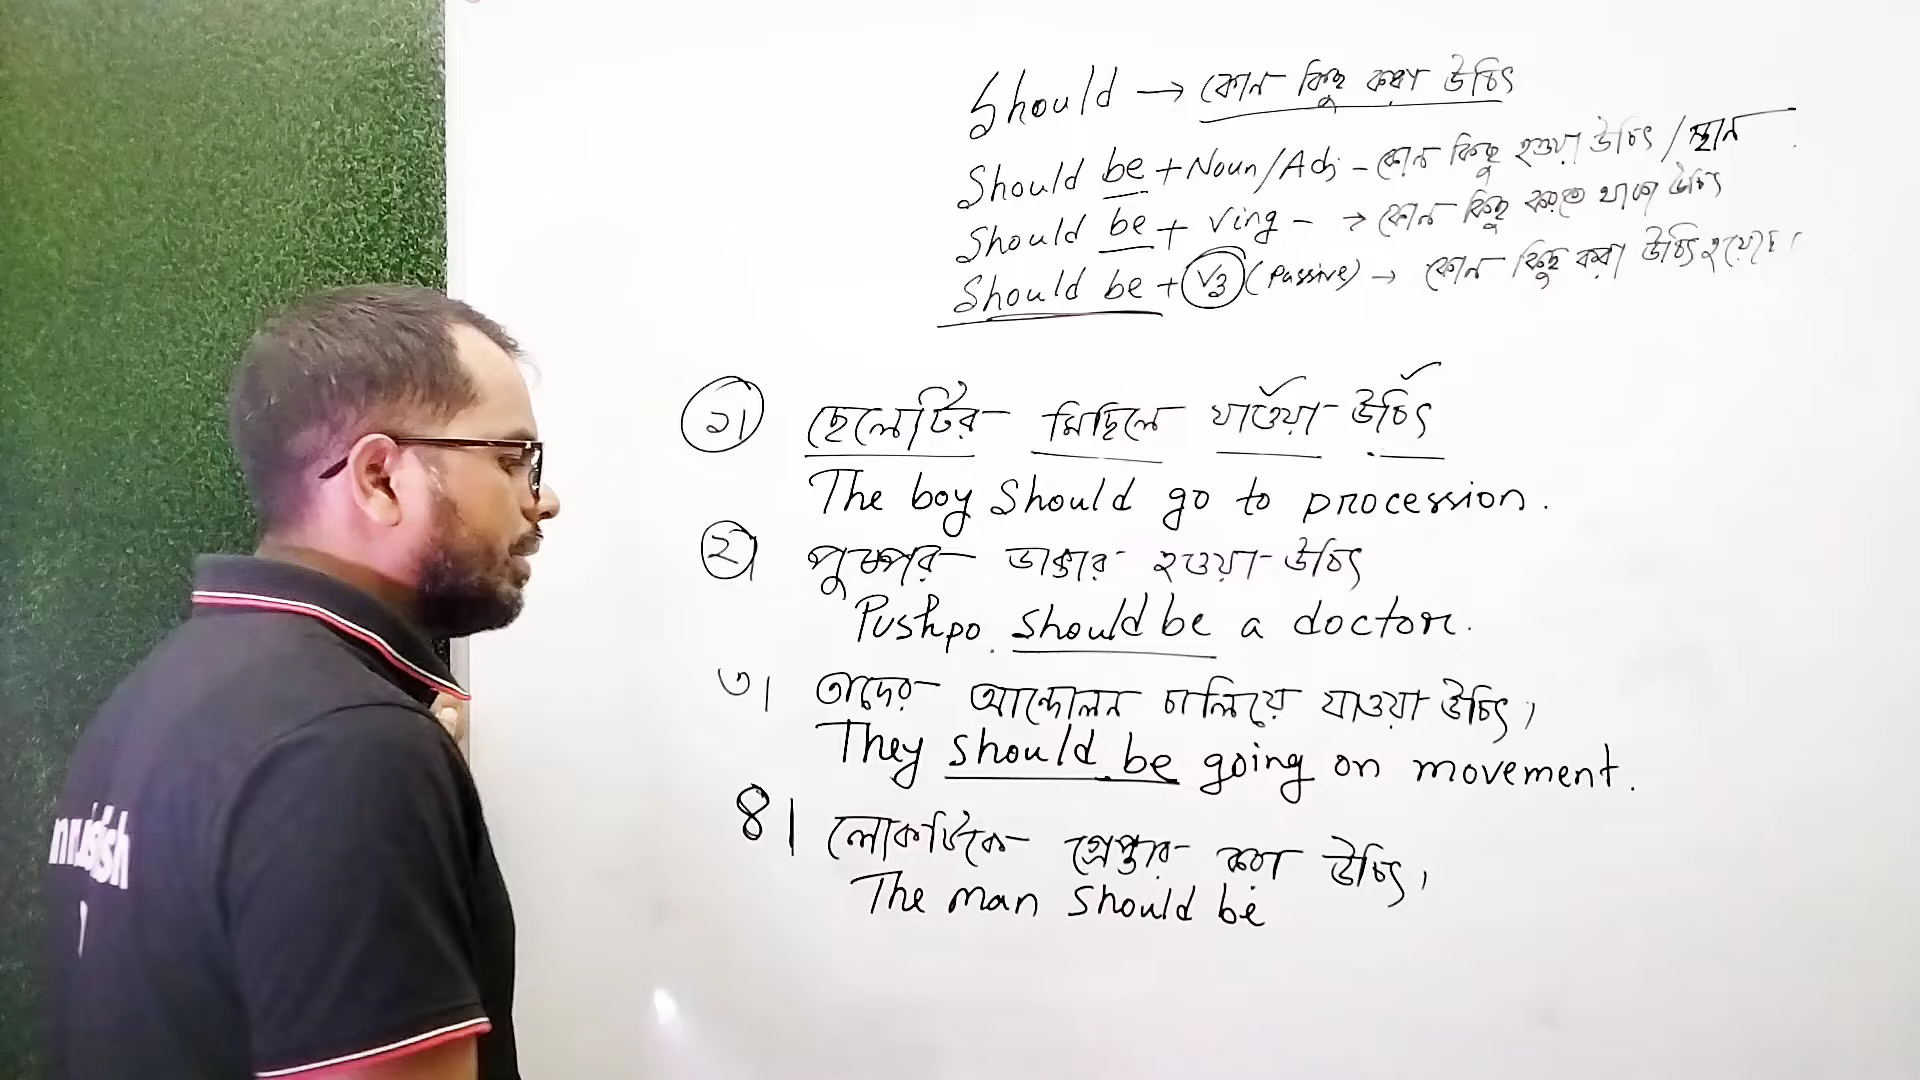 Should → কোন কিছু করা উচিৎ
Should be + Noun/Adj - কোন কিছু হওয়া উচিৎ / স্থান
Should be + Ving - → কোন কিছু করতে থাকা উচিৎ
Should be + V3 (Passive) → কোন কিছু করা উচিৎ হয়েছে।
১। ছেলেটির মিছিলে যাওয়া উচিৎ
The boy should go to procession.
২। পুষ্পর ডাক্তার হওয়া উচিৎ
Pushpo should be a doctor.
৩। তাদের আন্দোলন চালিয়ে যাওয়া উচিৎ।
They should be going on movement.
৪। লোকটিকে গ্রেপ্তার করা উচিৎ।
The man should be